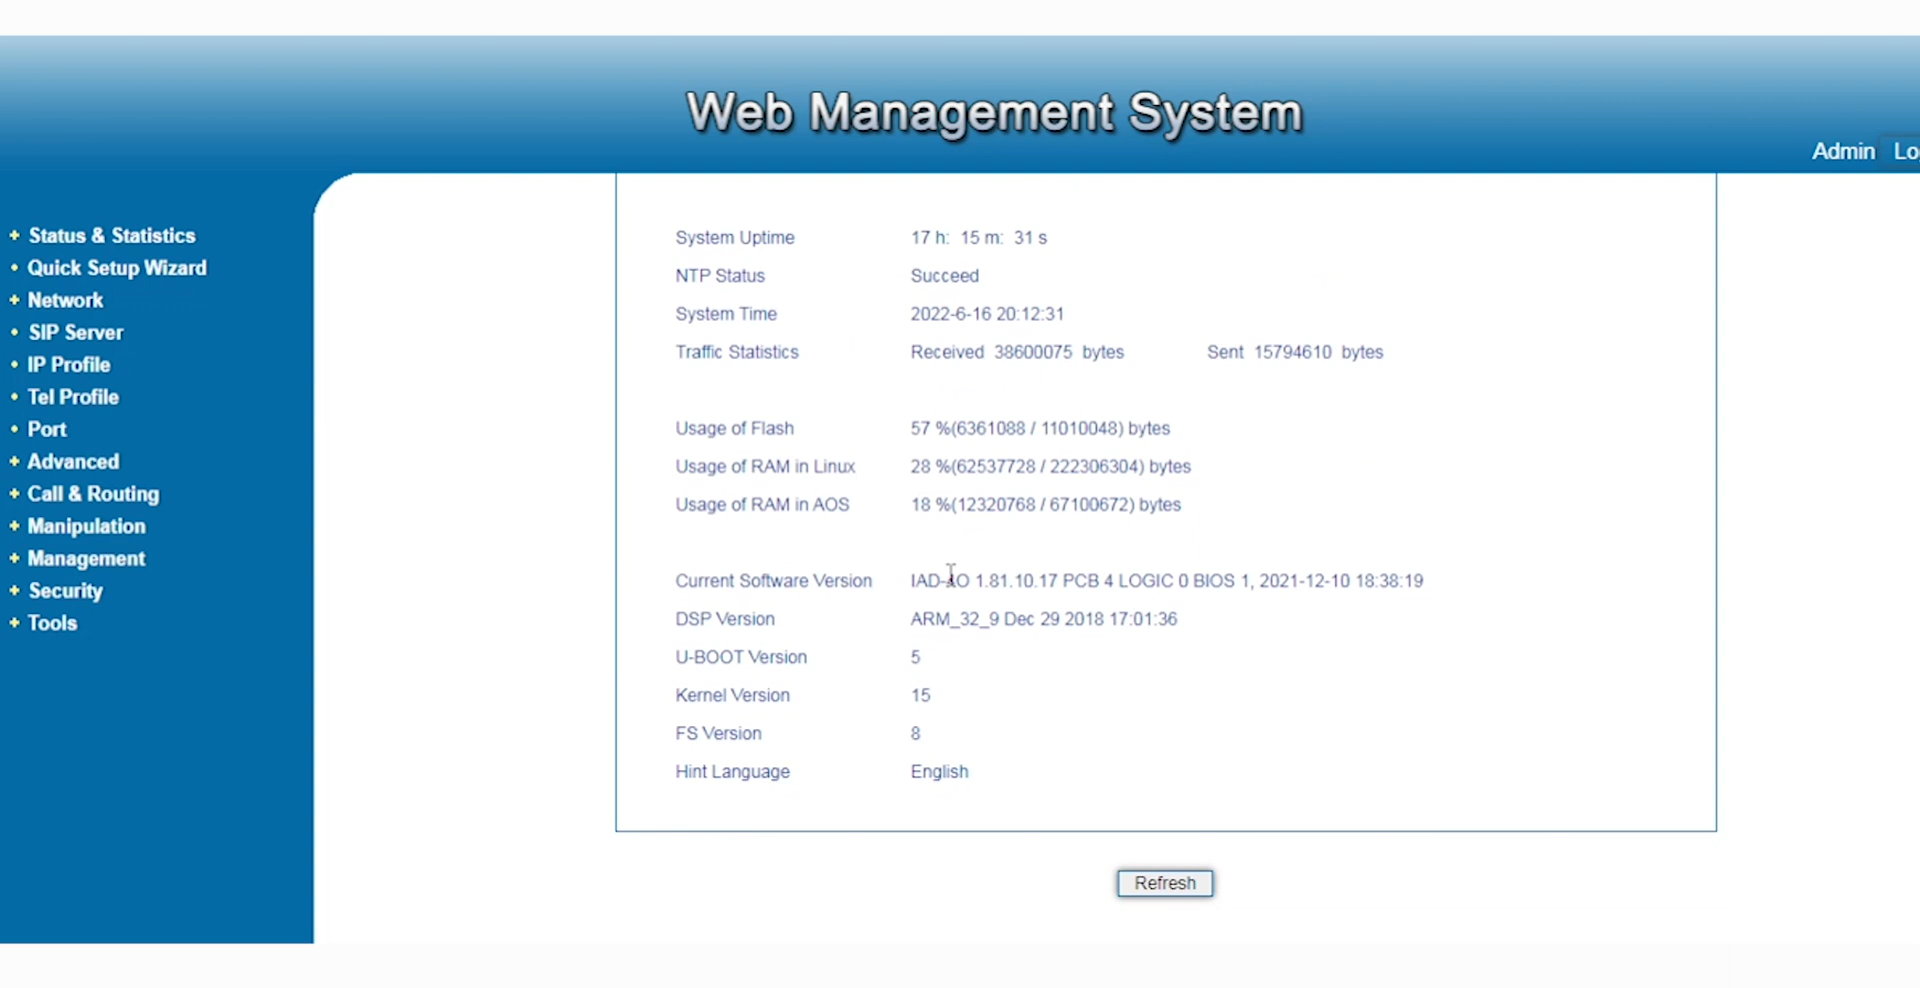 Web Management System
Admin Lo
Status & Statistics
Quick Setup Wizard
Network
SIP Server
IP Profile
Tel Profile
Port
Advanced
Call & Routing
Manipulation
Management
Security
Tools
System Uptime 17 h: 15 m: 31 s
NTP Status Succeed
System Time 2022-6-16 20:12:31
Traffic Statistics Received 38600075 bytes Sent 15794610 bytes
Usage of Flash 57 %(6361088 / 11010048) bytes
Usage of RAM in Linux 28 %(62537728 / 222306304) bytes
Usage of RAM in AOS 18 %(12320768 / 67100672) bytes
Current Software Version 1.81.10.17 PCB 4 LOGIC 0 BIOS 1, 2021-12-10 18:38:19
DSP Version ARM_32_9 Dec 29 2018 17:01:36
U-BOOT Version 5
Kernel Version 15
FS Version 8
Hint Language English
Refresh